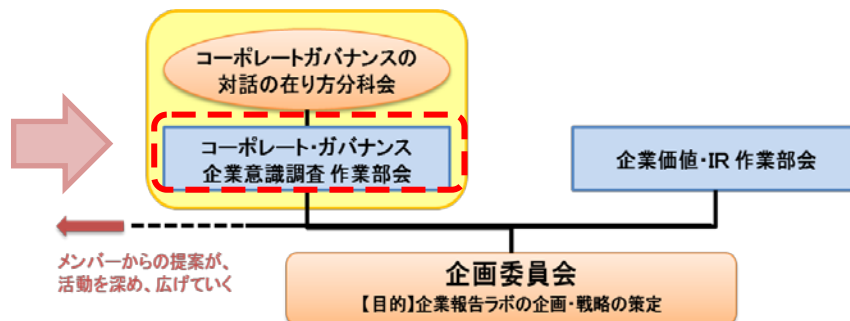 コーポレートガバナンスの
対話の在り方分科会
コーポレート・ガバナンス
企業意識調査 作業部会
企業価値・IR 作業部会
メンバーからの提案が、
活動を深め、広げていく
企画委員会
【目的】企業報告ラボの企画・戦略の策定